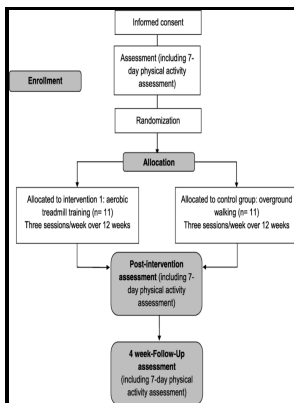 Informed consent
Assessment (including 7-
day physical activity
assessment)
Enrollment
Randomization
Allocation
Allocated to intervention 1: aerobic
treadmill training (n= 11)
Three sessions/week over 12 weeks
Allocated to control group: overground
walking (n= 11)
Three sessions/week over 12 weeks
Post-intervention
assessment (including 7-
day physical activity
assessment)
4 week-Follow-Up
assessment
(including 7-day physical
activity assessment)